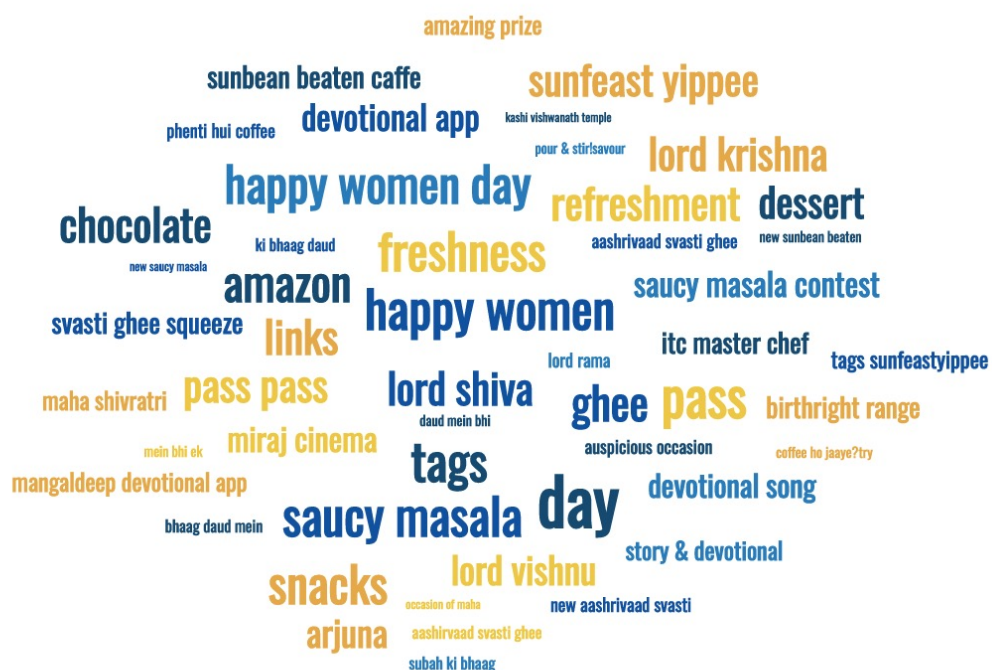 amazing prize
sunbean beaten caffe
sunfeast yippee
devotional app
kashi vishwanath temple
phenti hui coffee
pour & stir!savour
lord krishna
happy women day
refreshment
dessert
chocolate
ki bhaag daud
freshness
aashrivaad svasti ghee
new sunbean beaten
new saucy masala
amazon
saucy masala contest
happy women
svasti ghee squeeze
links
itc master chef
lord rama
tags sunfeastyippee
maha shivratri
pass pass
lord shiva
ghee
pass
birthright range
daud mein bhi
mein bhi ek
miraj cinema
auspicious occasion
coffee ho jaaye?try
tags
mangaldeep devotional app
day
devotional song
bhaag daud mein
saucy masala
story & devotional
snacks
lord vishnu
occasion of maha
new aashrivaad svasti
arjuna
aashirvaad svasti ghee
subah ki bhaag